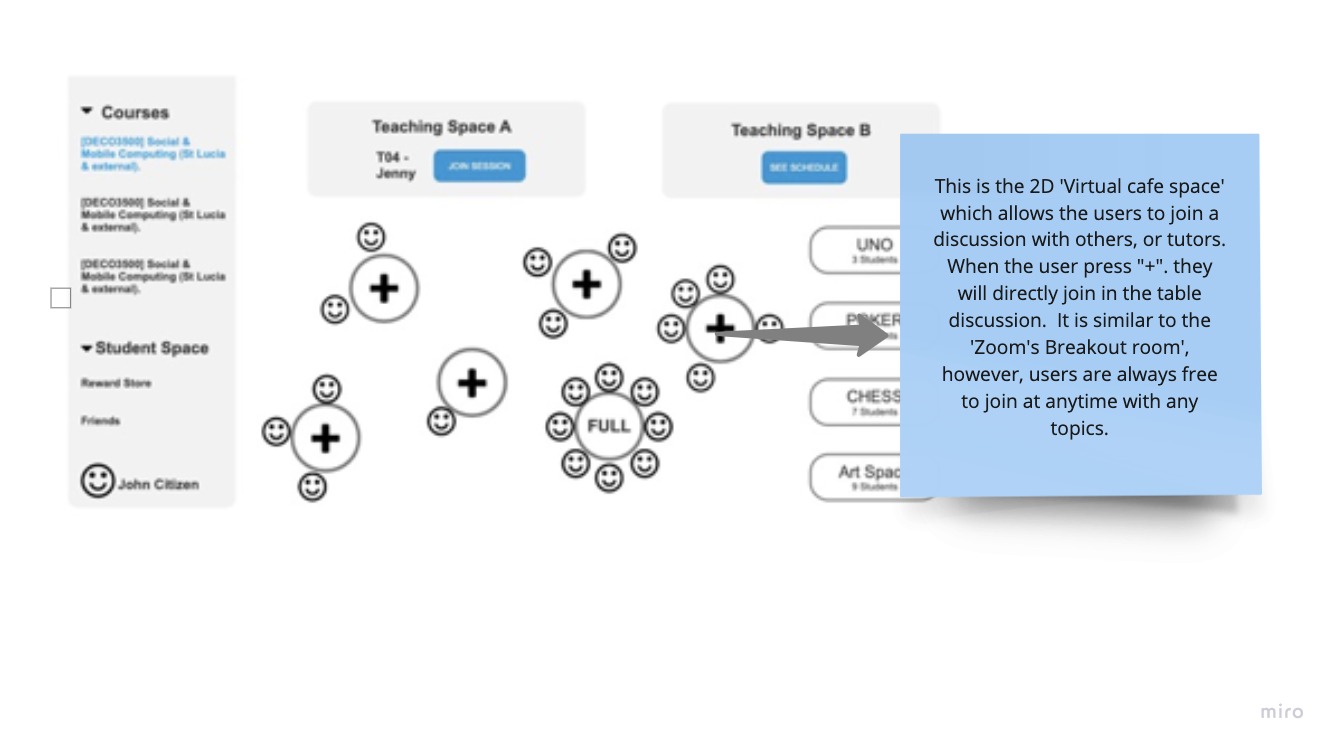 Courses
[DECO3500] Social &
Mobile Computing (St Lucia
& external).
[DECO3500] Social &
Mobile Computing (St Lucia
& external).
[DECO3500] Social &
Mobile Computing (St Lucia
& external).
Student Space
Reward Store
Friends
John Citizen
Teaching Space A
T04 -
Jenny
JOIN SESSION
Teaching Space B
SEE SCHEDULE
FULL
UNO
3 Students
CHESS
7 Students
Art
9 Students
This is the 2D 'Virtual cafe space'
which allows the users to join a
discussion with others, or tutors.
When the user press "+". they
will directly join in the table
discussion.  It is similar to the
'Zoom's Breakout room',
however, users are always free
to join at anytime with any
topics.
miro